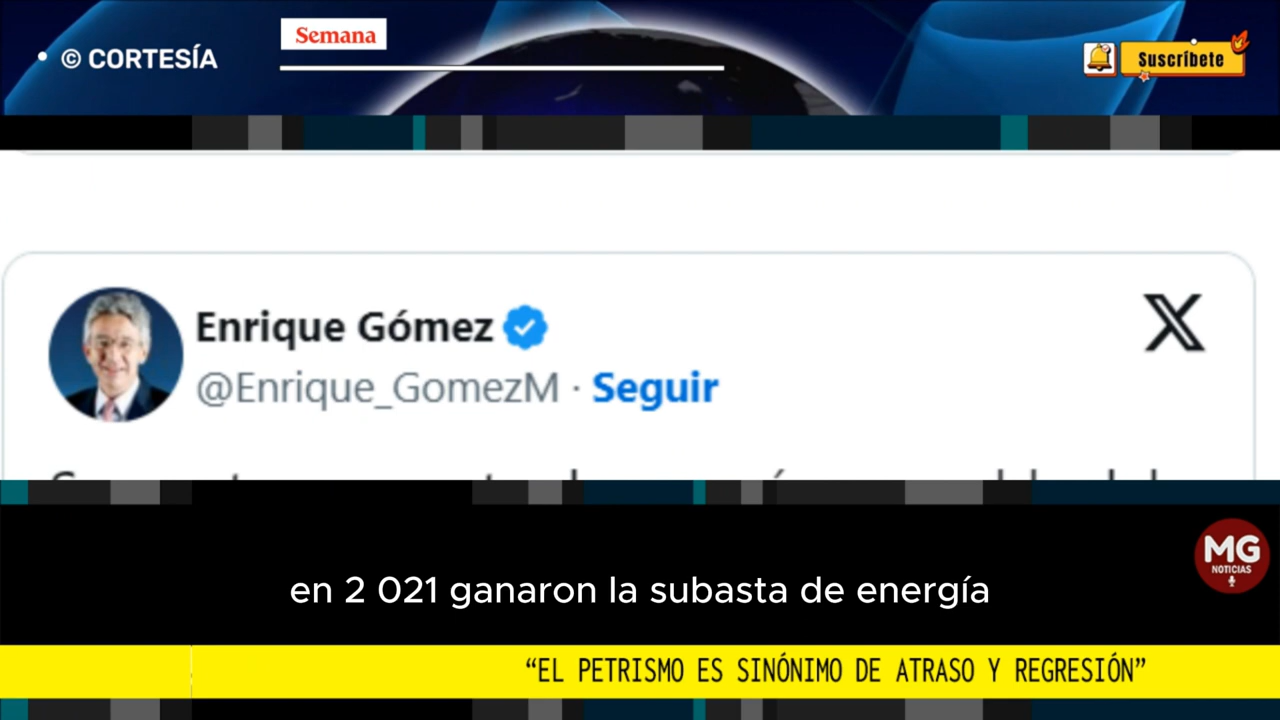 © CORTESÍA
Semana
Suscríbete
Enrique Gómez
@Enrique_GomezM · Seguir
en 2 021 ganaron la subasta de energía
MG
NOTICIAS
“EL PETRISMO ES SINÓNIMO DE ATRASO Y REGRESIÓN”